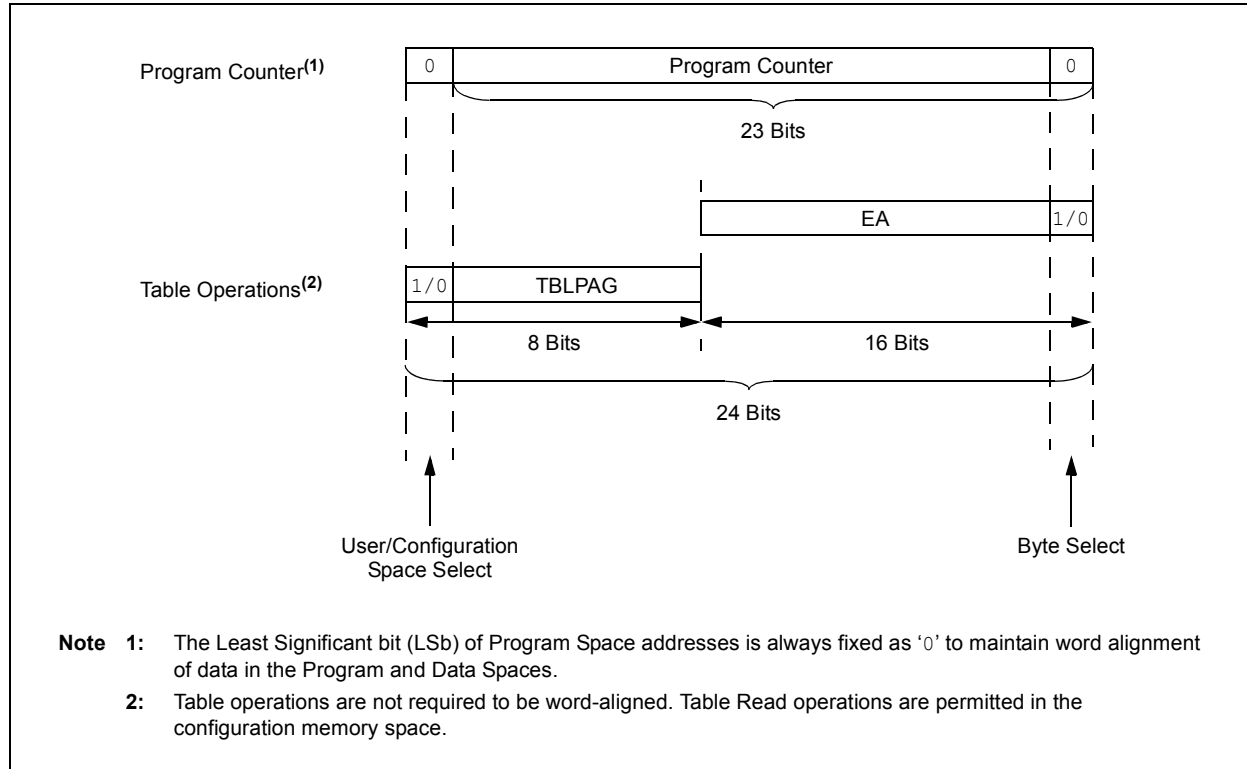 Program Counter(1)
0
Program Counter
0
23 Bits
EA
1/0
Table Operations(2)
1/0
TBLPAG
8 Bits
16 Bits
24 Bits
User/Configuration
Space Select
Byte Select
Note 1: The Least Significant bit (LSb) of Program Space addresses is always fixed as ‘0’ to maintain word alignment
of data in the Program and Data Spaces.
2: Table operations are not required to be word-aligned. Table Read operations are permitted in the
configuration memory space.